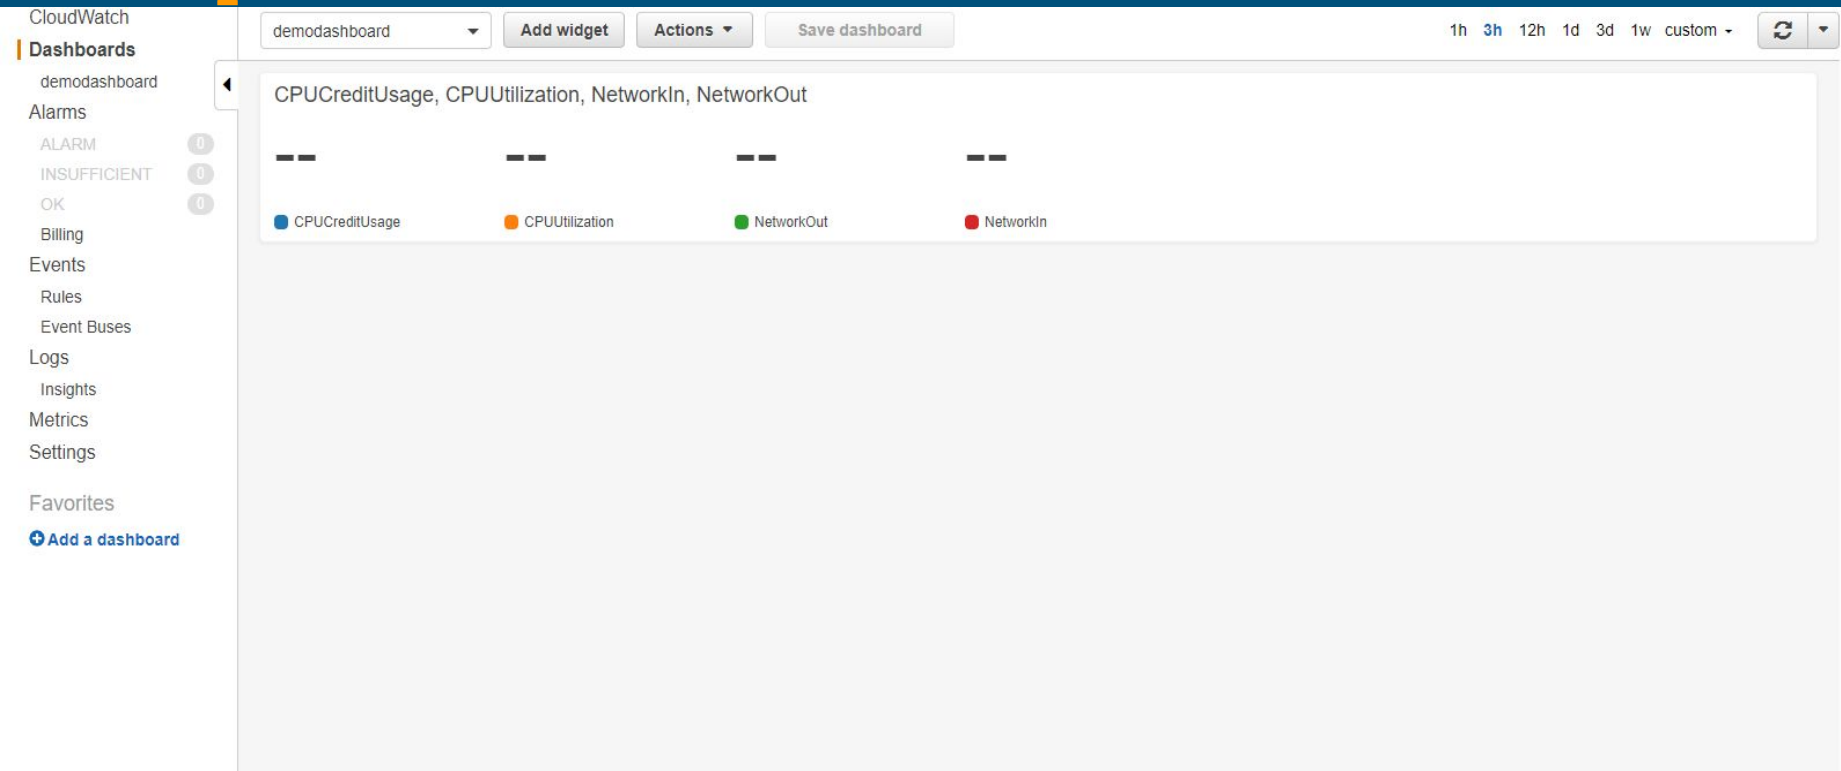 CloudWatch
Dashboards
demodashboard
Alarms
ALARM 0
INSUFFICIENT 0
OK 0
Billing
Events
Rules
Event Buses
Logs
Insights
Metrics
Settings
Favorites
Add a dashboard
demodashboard Add widget Actions Save dashboard 1h 3h 12h 1d 3d 1w custom
CPUCreditUsage, CPUUtilization, NetworkIn, NetworkOut
-- -- -- --
CPUCreditUsage CPUUtilization NetworkOut NetworkIn